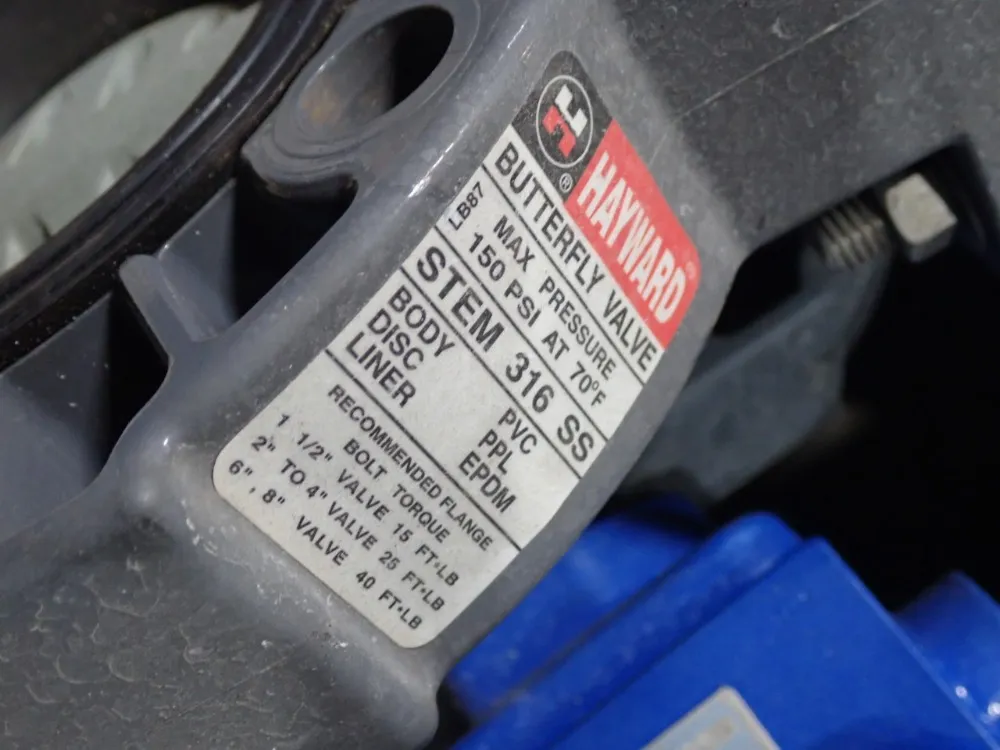 HAYWARD®
®
BUTTERFLY VALVE
LB87
MAX PRESSURE
150 PSI AT 70°F
STEM 316 SS
BODY PVC
DISC PPL
LINER EPDM
RECOMMENDED FLANGE
BOLT TORQUE
1 1/2" VALVE 15 FT·LB
2" TO 4" VALVE 25 FT·LB
6", 8" VALVE 40 FT·LB